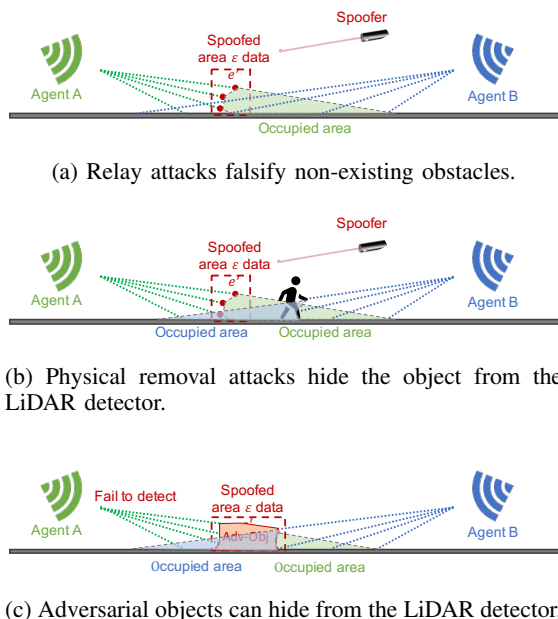 Spoofer
Spoofed
area ε data
e'
Agent A
Agent B
Occupied area
(a) Relay attacks falsify non-existing obstacles.
Spoofer
Spoofed
area ε data
e'
Agent A
Agent B
Occupied area
Occupied area
(b) Physical removal attacks hide the object from the
LiDAR detector.
Fail to detect
Spoofed
area ε data
Agent A
Adv-Obj
Agent B
Occupied area
Occupied area
(c) Adversarial objects can hide from the LiDAR detector.